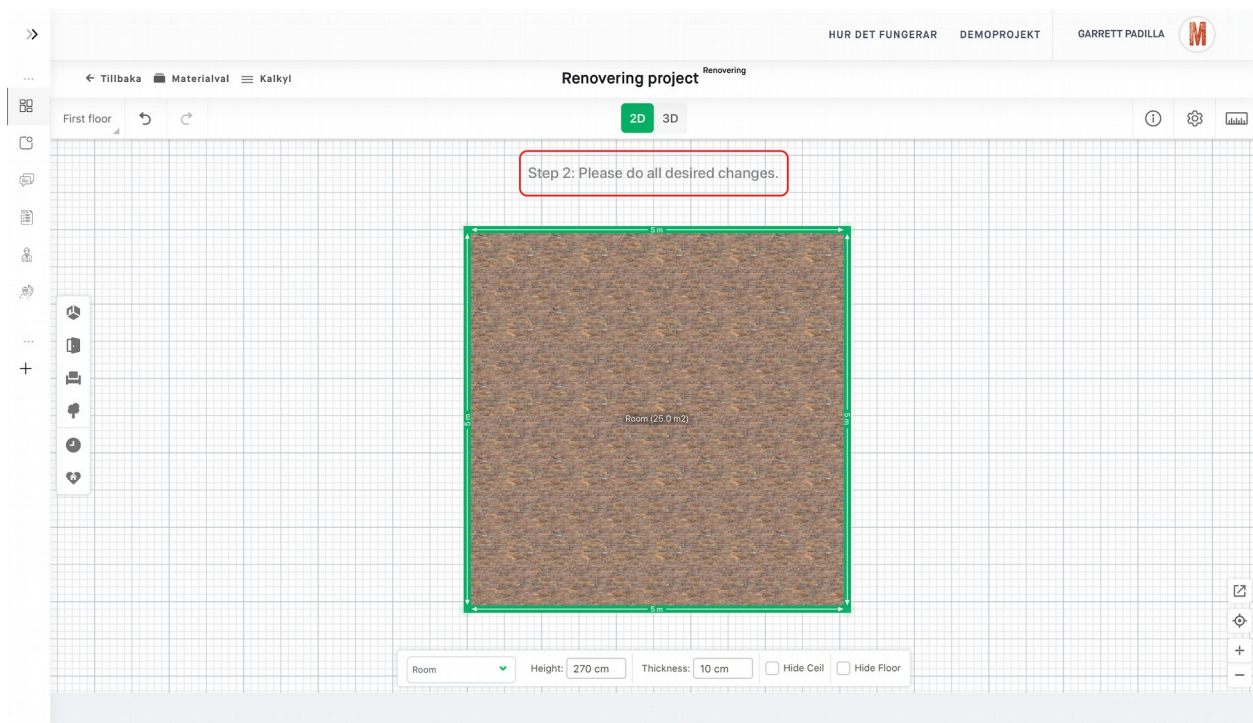 HUR DET FUNGERAR DEMOPROJEKT GARRETT PADILLA M
← Tillbaka Materialval Kalkyl Renovering project Renovering
First floor 2D 3D
Step 2: Please do all desired changes.
5 m
5 m Room (25.0 m2) 5 m
5 m
Room Height: 270 cm Thickness: 10 cm Hide Ceil Hide Floor